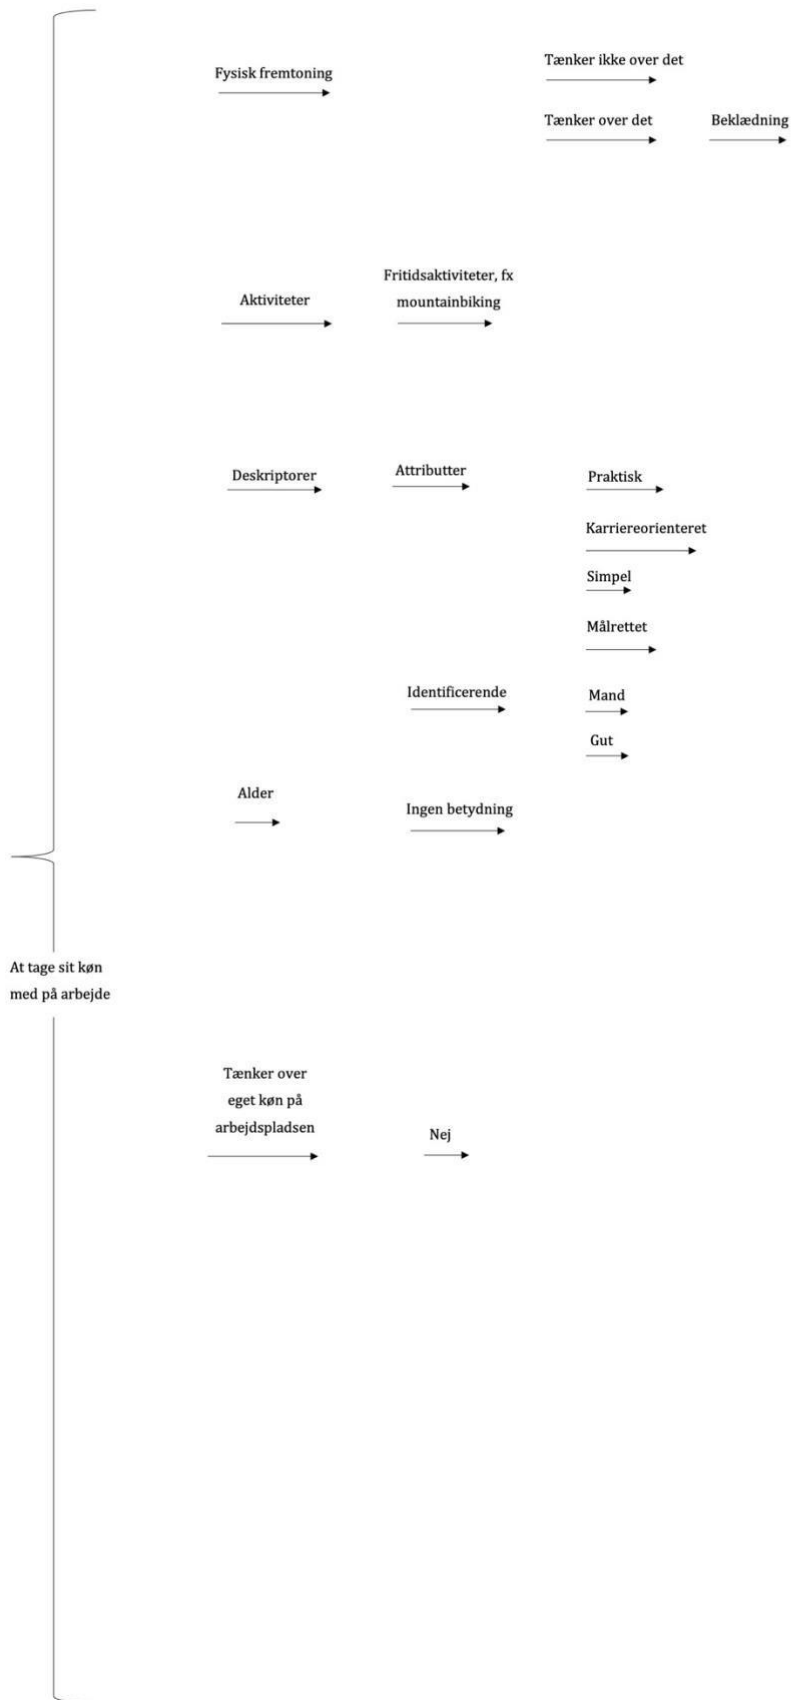 Fysisk fremtoning
Tænker ikke over det
Tænker over det
Beklædning
Aktiviteter
Fritidsaktiviteter, fx
mountainbiking
Deskriptorer
Attributter
Praktisk
Karriereorienteret
Simpel
Målrettet
Identificerende
Mand
Gut
Alder
Ingen betydning
At tage sit køn
med på arbejde
Tænker over
eget køn på
arbejdspladsen
Nej